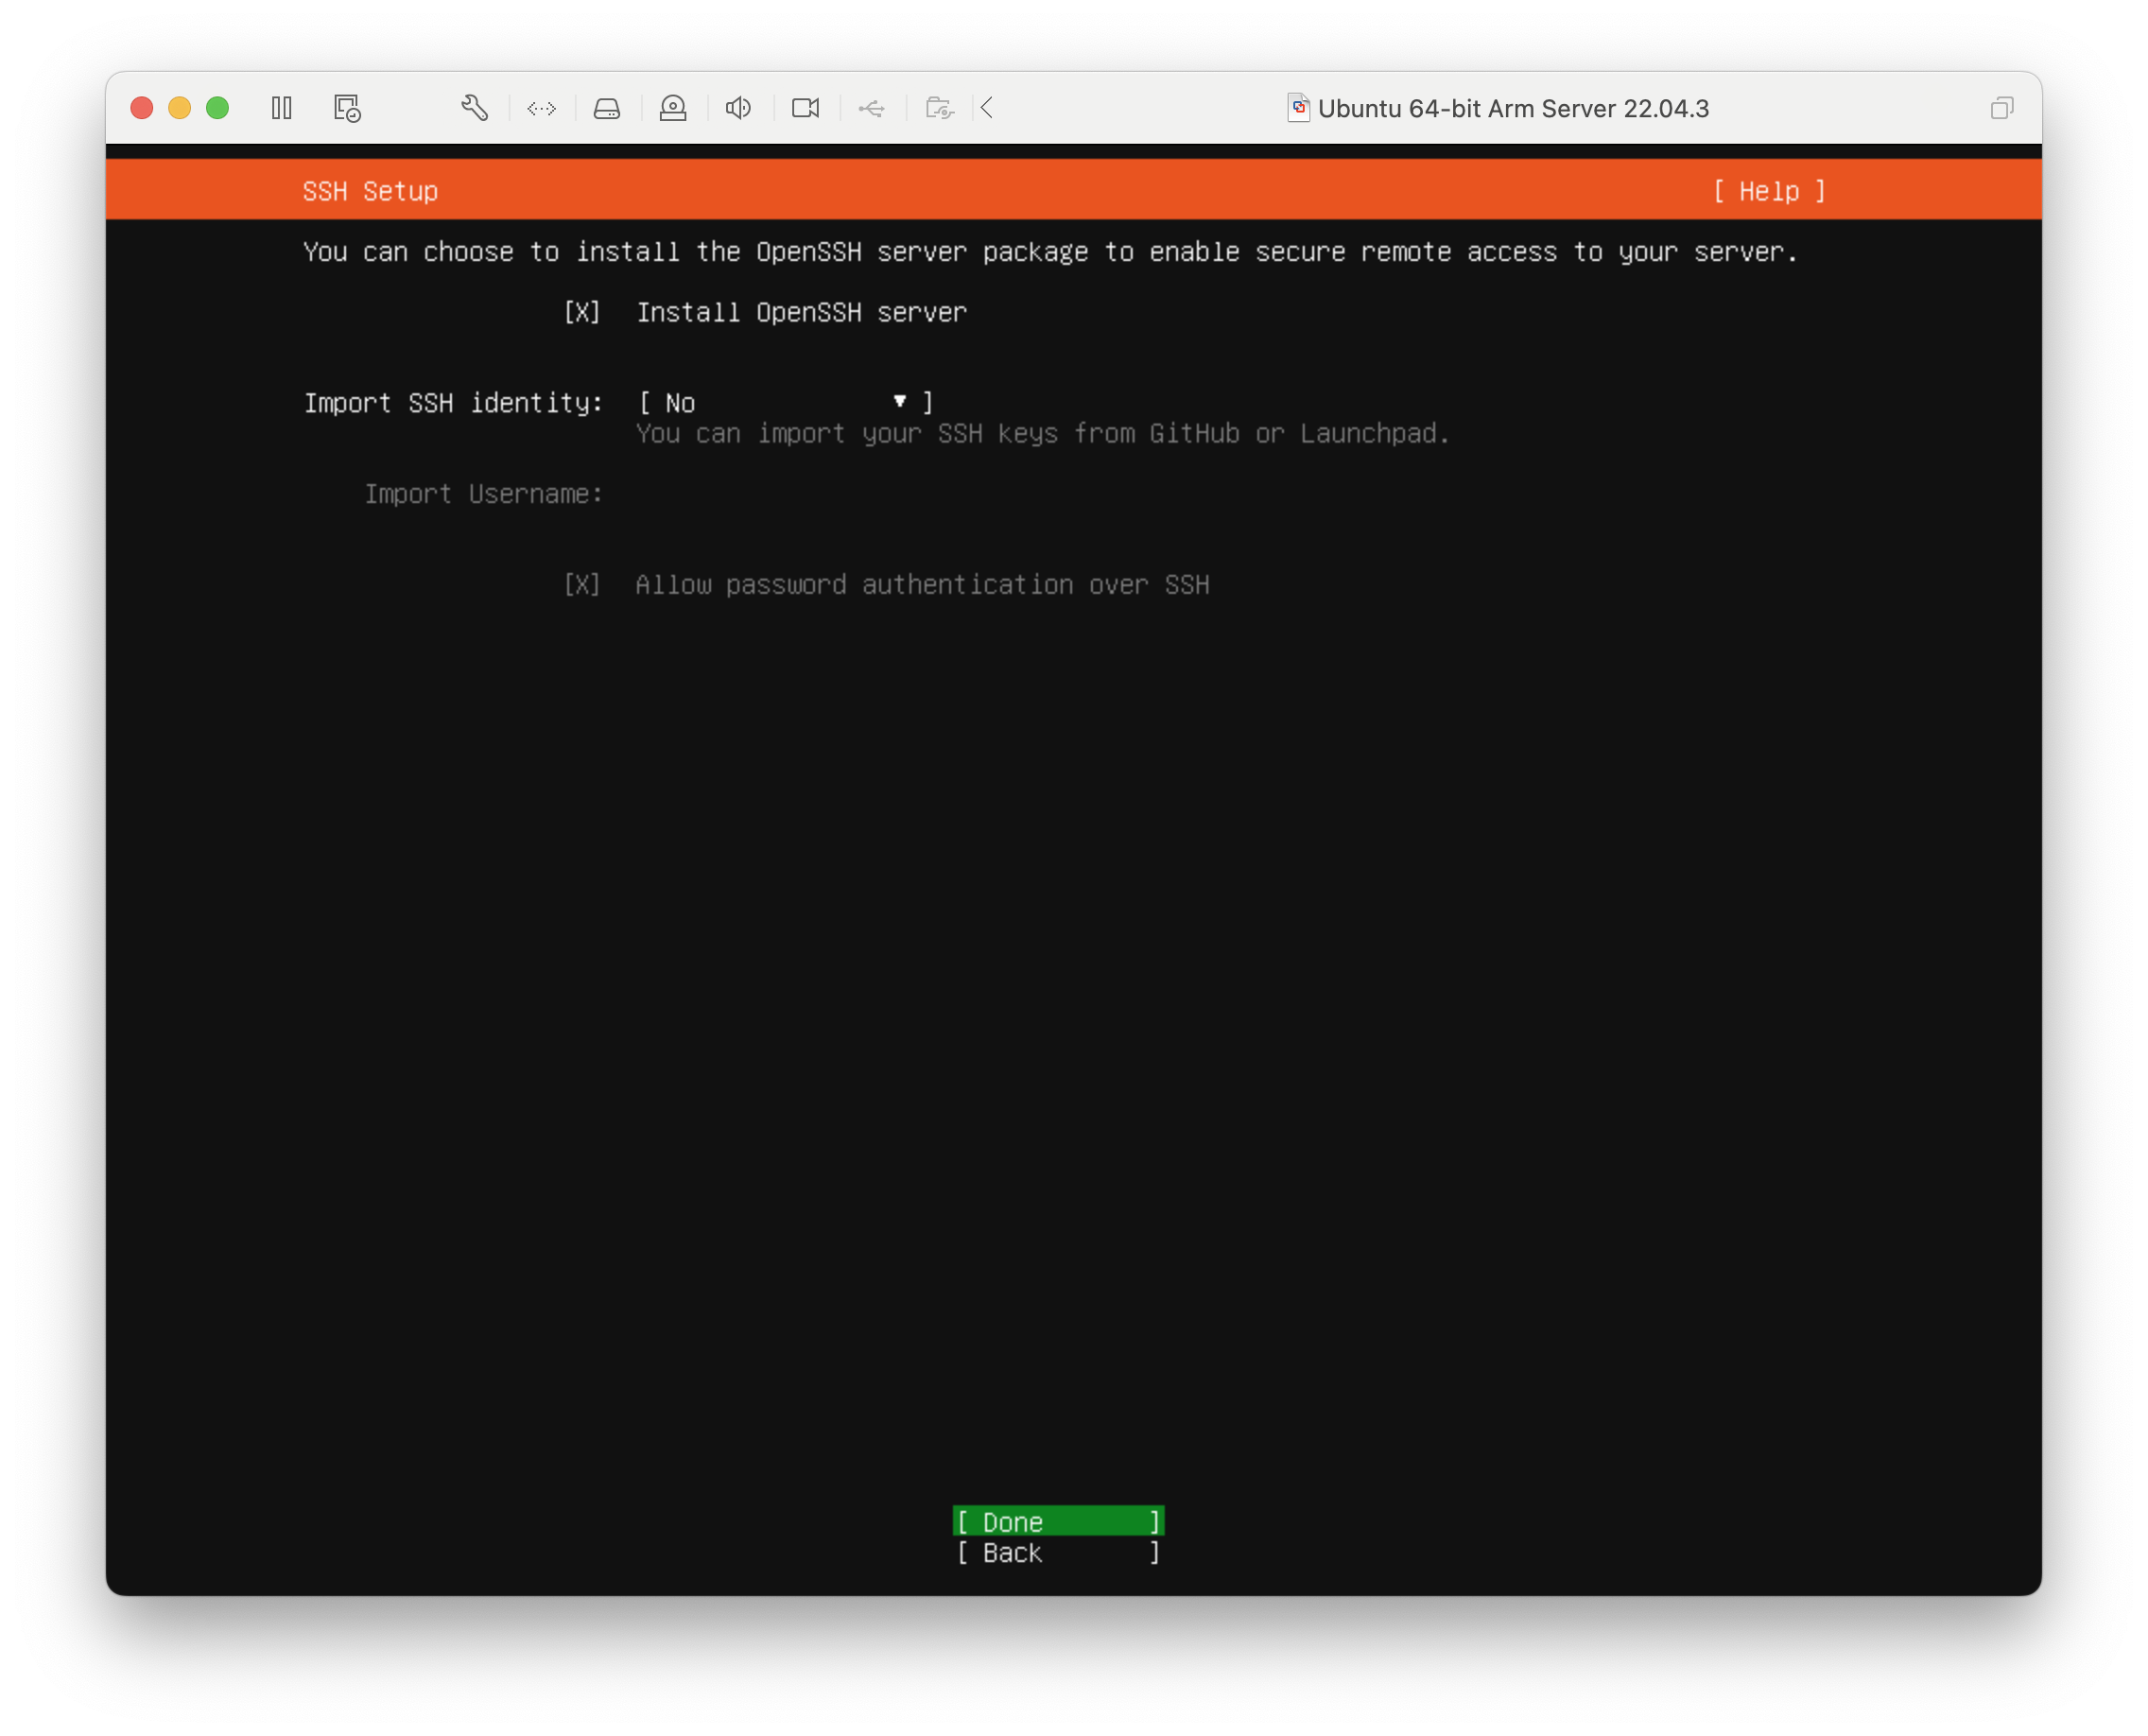 Ubuntu 64-bit Arm Server 22.04.3
SSH Setup [ Help ]
You can choose to install the OpenSSH server package to enable secure remote access to your server.
[X] Install OpenSSH server
Import SSH identity: [ No ▾ ]
You can import your SSH keys from GitHub or Launchpad.
Import Username:
[X] Allow password authentication over SSH
[ Done ]
[ Back ]